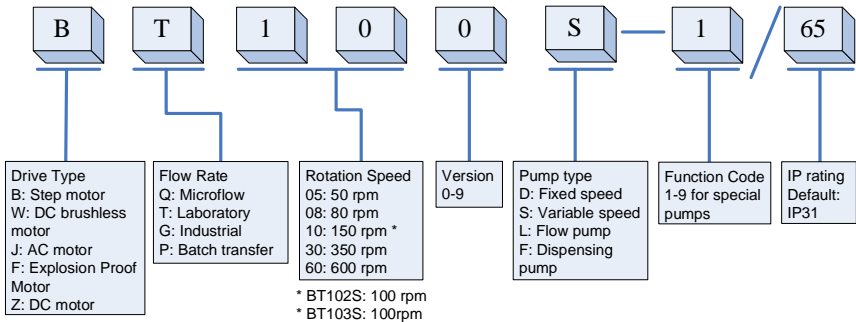 B T 1 0 0 S 1 / 65
Drive Type
B: Step motor
W: DC brushless
motor
J: AC motor
F: Explosion Proof
Motor
Z: DC motor
Flow Rate
Q: Microflow
T: Laboratory
G: Industrial
P: Batch transfer
Rotation Speed
05: 50 rpm
08: 80 rpm
10: 150 rpm *
30: 350 rpm
60: 600 rpm
* BT102S: 100 rpm
* BT103S: 100rpm
Version
0-9
Pump type
D: Fixed speed
S: Variable speed
L: Flow pump
F: Dispensing
pump
Function Code
1-9 for special
pumps
IP rating
Default:
IP31